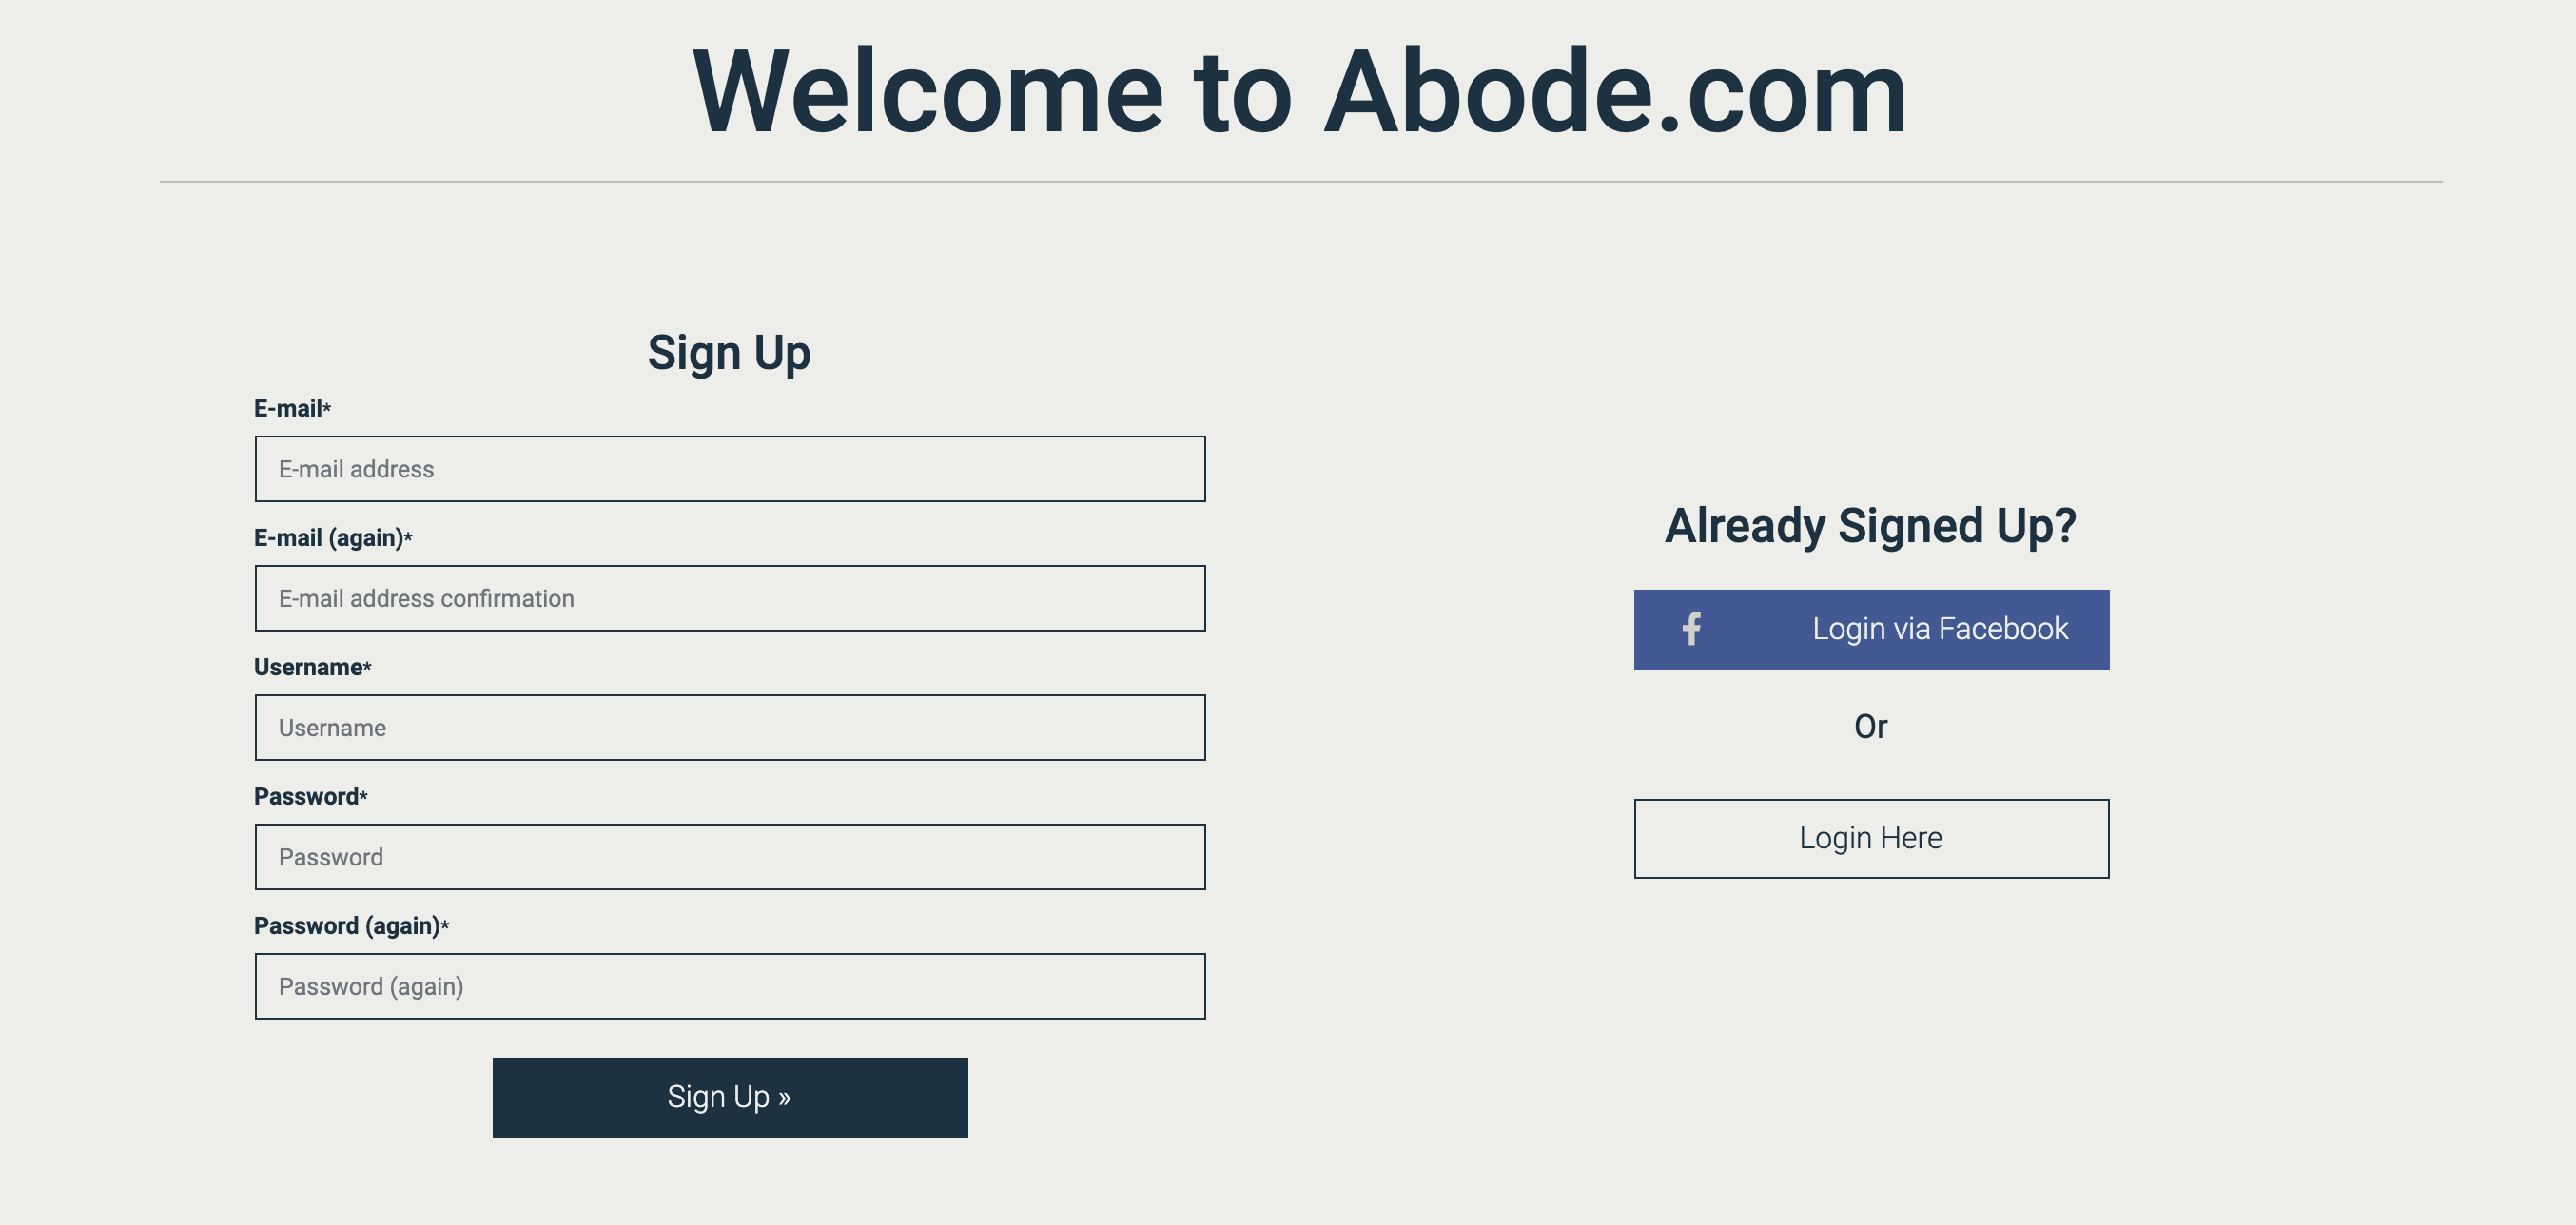 Welcome to Abode.com
Sign Up
E-mail*
E-mail address
E-mail (again)*
E-mail address confirmation
Username*
Username
Password*
Password
Password (again)*
Password (again)
Sign Up »
Already Signed Up?
Login via Facebook
Or
Login Here